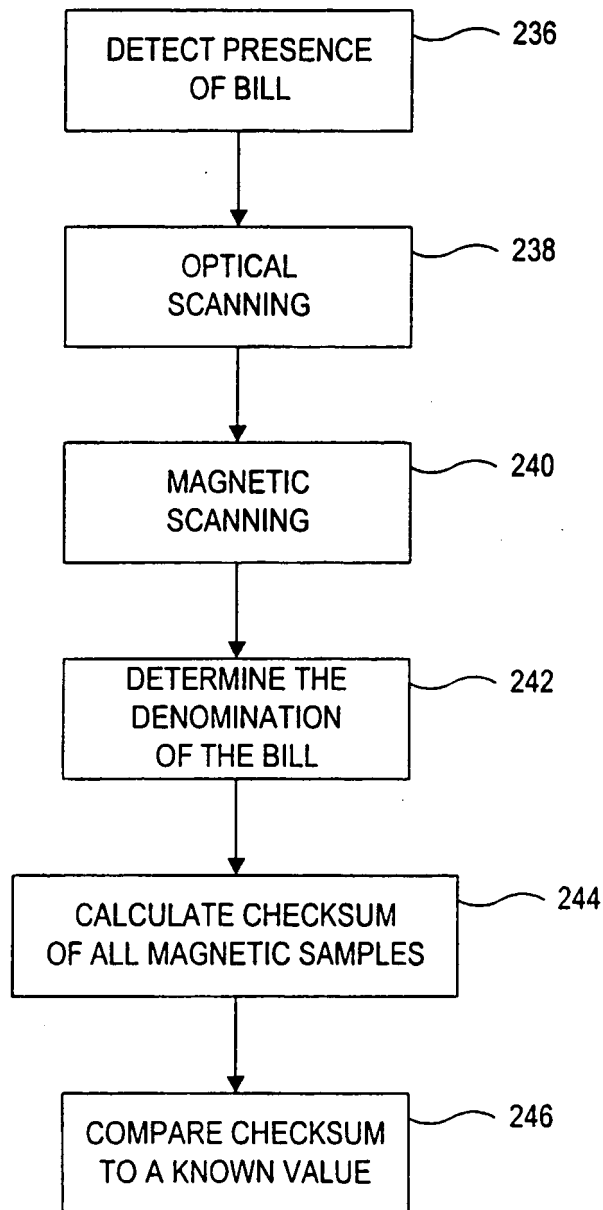 DETECT PRESENCE
OF BILL
236
OPTICAL
SCANNING
238
MAGNETIC
SCANNING
240
DETERMINE THE
DENOMINATION
OF THE BILL
242
CALCULATE CHECKSUM
OF ALL MAGNETIC SAMPLES
244
COMPARE CHECKSUM
TO A KNOWN VALUE
246